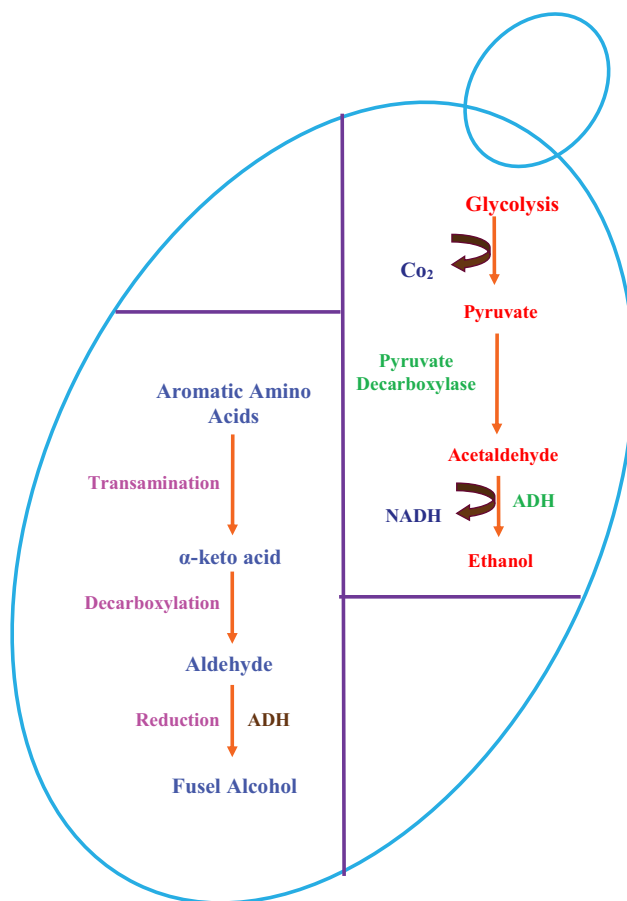 Glycolysis
Co₂
Pyruvate
Pyruvate
Decarboxylase
Acetaldehyde
NADH
ADH
Ethanol
Aromatic Amino
Acids
Transamination
α-keto acid
Decarboxylation
Aldehyde
Reduction ADH
Fusel Alcohol